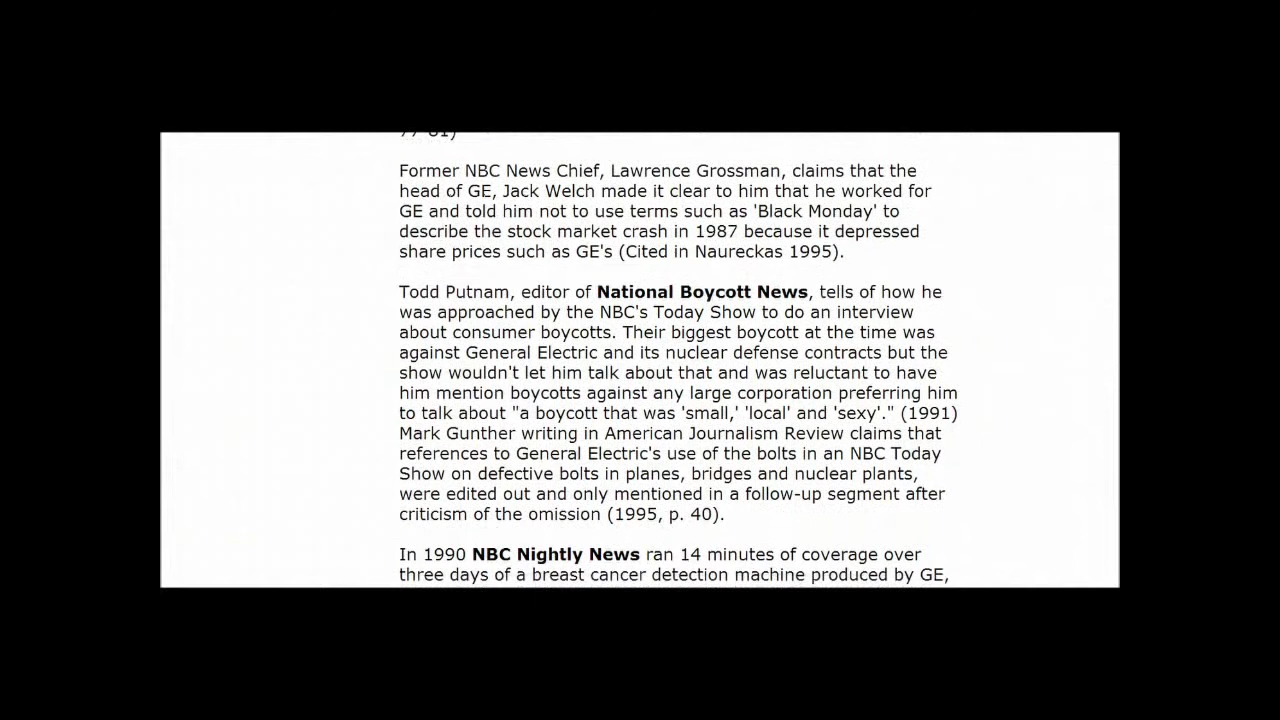 77-81)
Former NBC News Chief, Lawrence Grossman, claims that the
head of GE, Jack Welch made it clear to him that he worked for
GE and told him not to use terms such as 'Black Monday' to
describe the stock market crash in 1987 because it depressed
share prices such as GE's (Cited in Naureckas 1995).
Todd Putnam, editor of National Boycott News, tells of how he
was approached by the NBC's Today Show to do an interview
about consumer boycotts. Their biggest boycott at the time was
against General Electric and its nuclear defense contracts but the
show wouldn't let him talk about that and was reluctant to have
him mention boycotts against any large corporation preferring him
to talk about "a boycott that was 'small,' 'local' and 'sexy'." (1991)
Mark Gunther writing in American Journalism Review claims that
references to General Electric's use of the bolts in an NBC Today
Show on defective bolts in planes, bridges and nuclear plants,
were edited out and only mentioned in a follow-up segment after
criticism of the omission (1995, p. 40).
In 1990 NBC Nightly News ran 14 minutes of coverage over
three days of a breast cancer detection machine produced by GE,